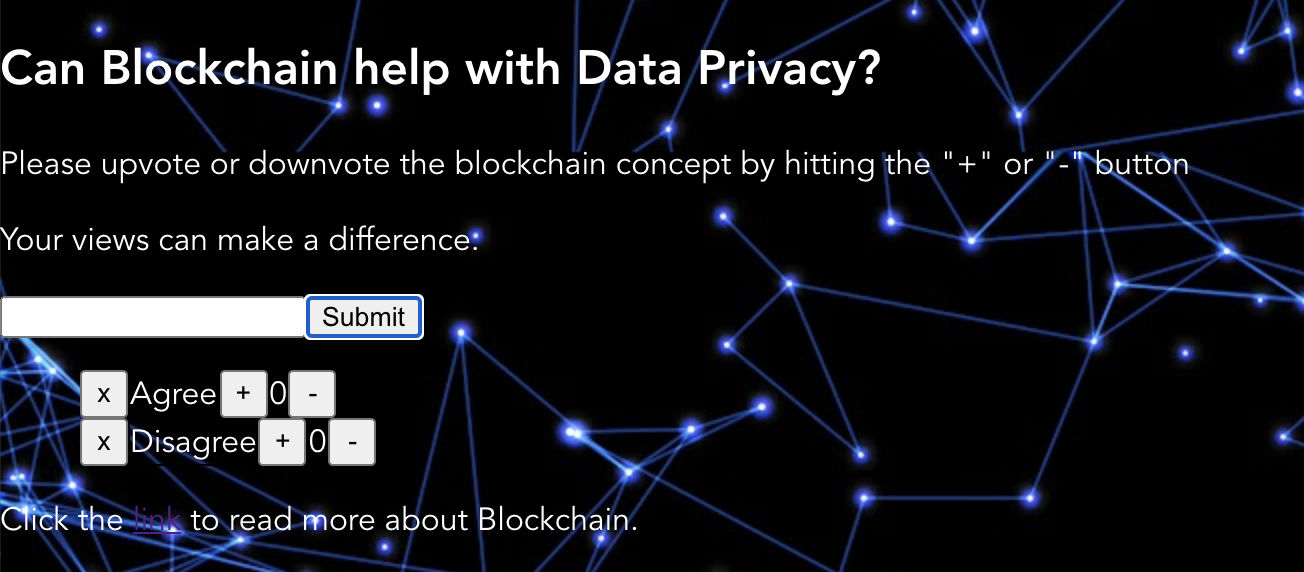 Can Blockchain help with Data Privacy?
Please upvote or downvote the blockchain concept by hitting the "+" or "-" button
Your views can make a difference.
Submit
x Agree + 0 -
x Disagree + 0 -
Click the link to read more about Blockchain.